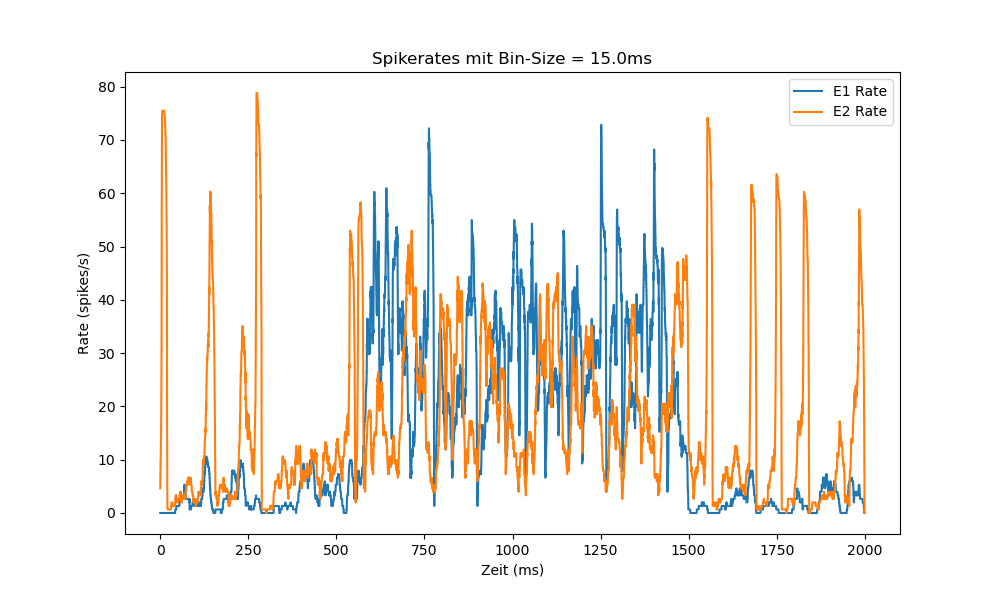 Spikerates mit Bin-Size = 15.0ms
E1 Rate
E2 Rate
80
70
60
50
40
30
20
10
0
Rate (spikes/s)
0 250 500 750 1000 1250 1500 1750 2000
Zeit (ms)